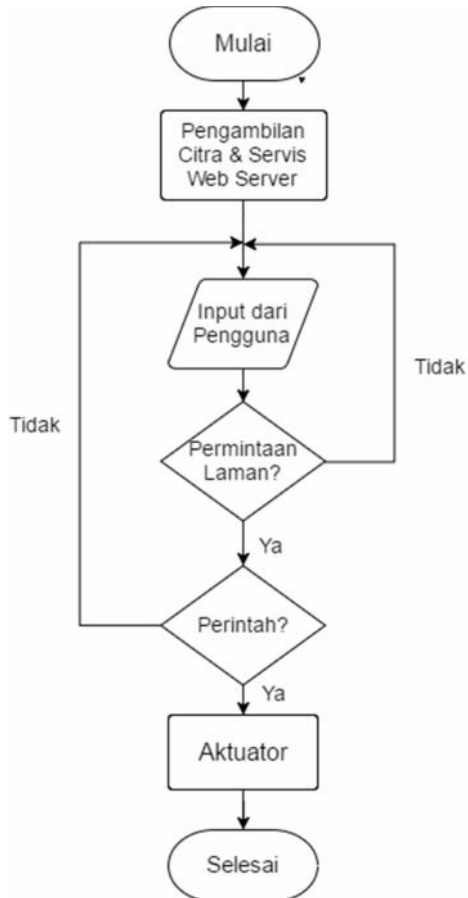 Mulai
Pengambilan
Citra & Servis
Web Server
Input dari
Pengguna
Tidak
Tidak
Permintaan
Laman?
Ya
Perintah?
Ya
Aktuator
Selesai